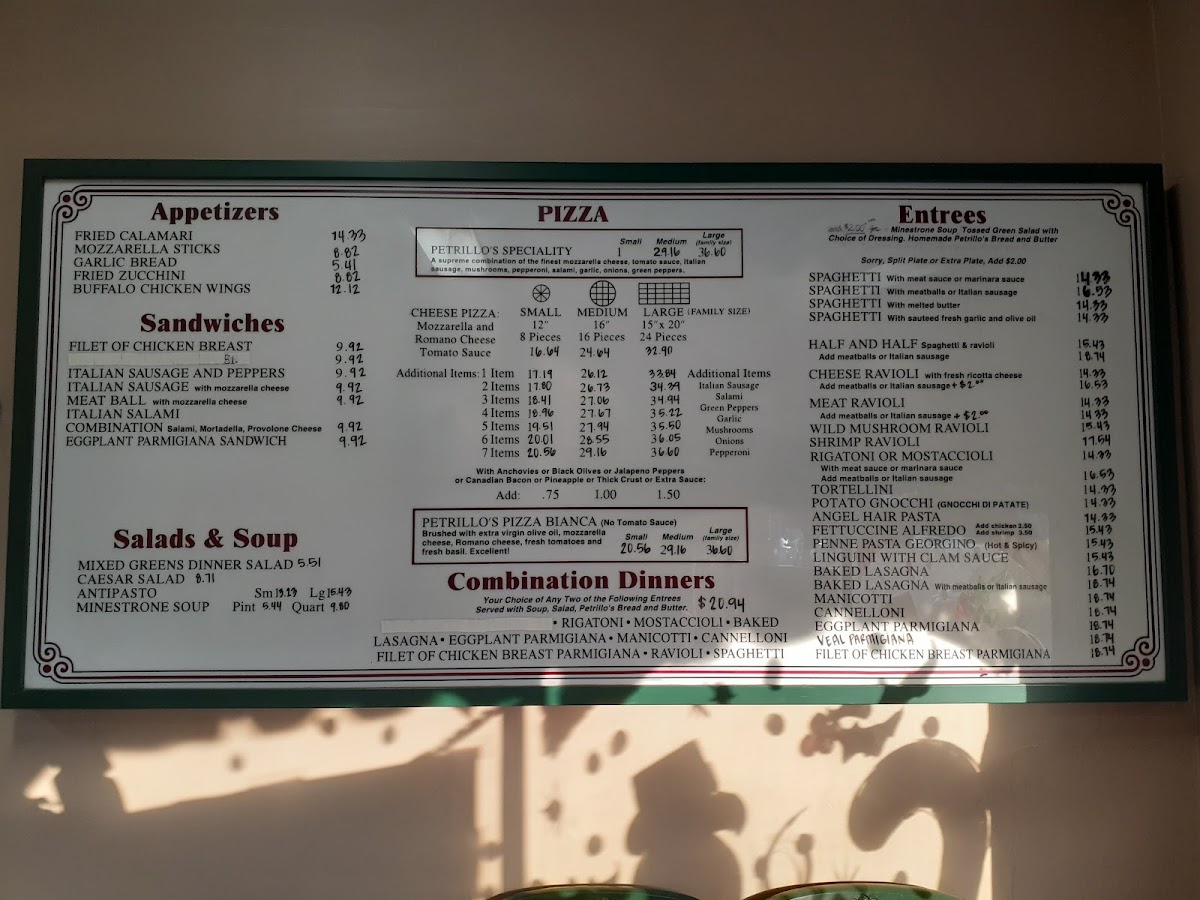 Appetizers
FRIED CALAMARI 14.33
MOZZARELLA STICKS 8.82
GARLIC BREAD 5.41
FRIED ZUCCHINI 8.82
BUFFALO CHICKEN WINGS 12.12
Sandwiches
FILET OF CHICKEN BREAST 9.92
9.92
ITALIAN SAUSAGE AND PEPPERS 9.92
ITALIAN SAUSAGE with mozzarella cheese 9.92
MEAT BALL with mozzarella cheese 9.92
ITALIAN SALAMI
COMBINATION Salami, Mortadella, Provolone Cheese 9.92
EGGPLANT PARMIGIANA SANDWICH 9.92
Salads & Soup
MIXED GREENS DINNER SALAD 5.51
CAESAR SALAD 8.71
ANTIPASTO Sm 13.23 Lg 15.43
MINESTRONE SOUP Pint 5.44 Quart 9.80
PIZZA
Small Medium Large
(family size)
PETRILLO'S SPECIALITY 29.16 36.60
A supreme combination of the finest mozzarella cheese, tomato sauce, Italian
sausage, mushrooms, pepperoni, salami, garlic, onions, green peppers.
CHEESE PIZZA: SMALL MEDIUM LARGE (FAMILY SIZE)
Mozzarella and 12" 16" 15" x 20"
Romano Cheese 8 Pieces 16 Pieces 24 Pieces
Tomato Sauce 16.64 24.64 32.90
Additional Items: 1 Item 17.19 26.12 33.84 Additional Items
2 Items 17.80 26.73 34.39 Italian Sausage
3 Items 18.41 27.06 34.94 Salami
4 Items 18.96 27.67 35.22 Green Peppers
5 Items 19.51 27.94 35.50 Garlic
6 Items 20.01 28.55 36.05 Mushrooms
7 Items 20.56 29.16 36.60 Onions
Pepperoni
With Anchovies or Black Olives or Jalapeno Peppers
or Canadian Bacon or Pineapple or Thick Crust or Extra Sauce:
Add: .75 1.00 1.50
PETRILLO'S PIZZA BIANCA (No Tomato Sauce)
Brushed with extra virgin olive oil, mozzarella
cheese, Romano cheese, fresh tomatoes and
fresh basil. Excellent!
Small Medium Large
(family size)
20.56 29.16 36.60
Combination Dinners
Your Choice of Any Two of the Following Entrees
Served with Soup, Salad, Petrillo's Bread and Butter. $20.94
• RIGATONI • MOSTACCIOLI • BAKED
LASAGNA • EGGPLANT PARMIGIANA • MANICOTTI • CANNELLONI
FILET OF CHICKEN BREAST PARMIGIANA • RAVIOLI • SPAGHETTI
Entrees
Minestrone Soup Tossed Green Salad with
Choice of Dressing. Homemade Petrillo's Bread and Butter
Sorry, Split Plate or Extra Plate, Add $2.00
SPAGHETTI With meat sauce or marinara sauce 14.33
SPAGHETTI With meatballs or Italian sausage 16.53
SPAGHETTI With melted butter 14.33
SPAGHETTI With sauteed fresh garlic and olive oil 14.33
HALF AND HALF Spaghetti & ravioli 15.43
Add meatballs or Italian sausage 18.74
CHEESE RAVIOLI with fresh ricotta cheese 14.33
Add meatballs or Italian sausage + $2.00 16.53
MEAT RAVIOLI 14.33
Add meatballs or Italian sausage + $2.00 14.33
WILD MUSHROOM RAVIOLI 15.43
SHRIMP RAVIOLI 17.54
RIGATONI OR MOSTACCIOLI 14.33
With meat sauce or marinara sauce
Add meatballs or Italian sausage 16.53
TORTELLINI 14.33
POTATO GNOCCHI (GNOCCHI DI PATATE) 14.33
ANGEL HAIR PASTA 14.33
FETTUCCINE ALFREDO Add chicken 2.50 Add shrimp 3.50 15.43
PENNE PASTA GEORGINO (Hot & Spicy) 15.43
LINGUINI WITH CLAM SAUCE 15.43
BAKED LASAGNA 16.70
BAKED LASAGNA With meatballs or Italian sausage 18.74
MANICOTTI 18.74
CANNELLONI 18.74
EGGPLANT PARMIGIANA 18.74
VEAL PARMIGIANA 18.74
FILET OF CHICKEN BREAST PARMIGIANA 18.74